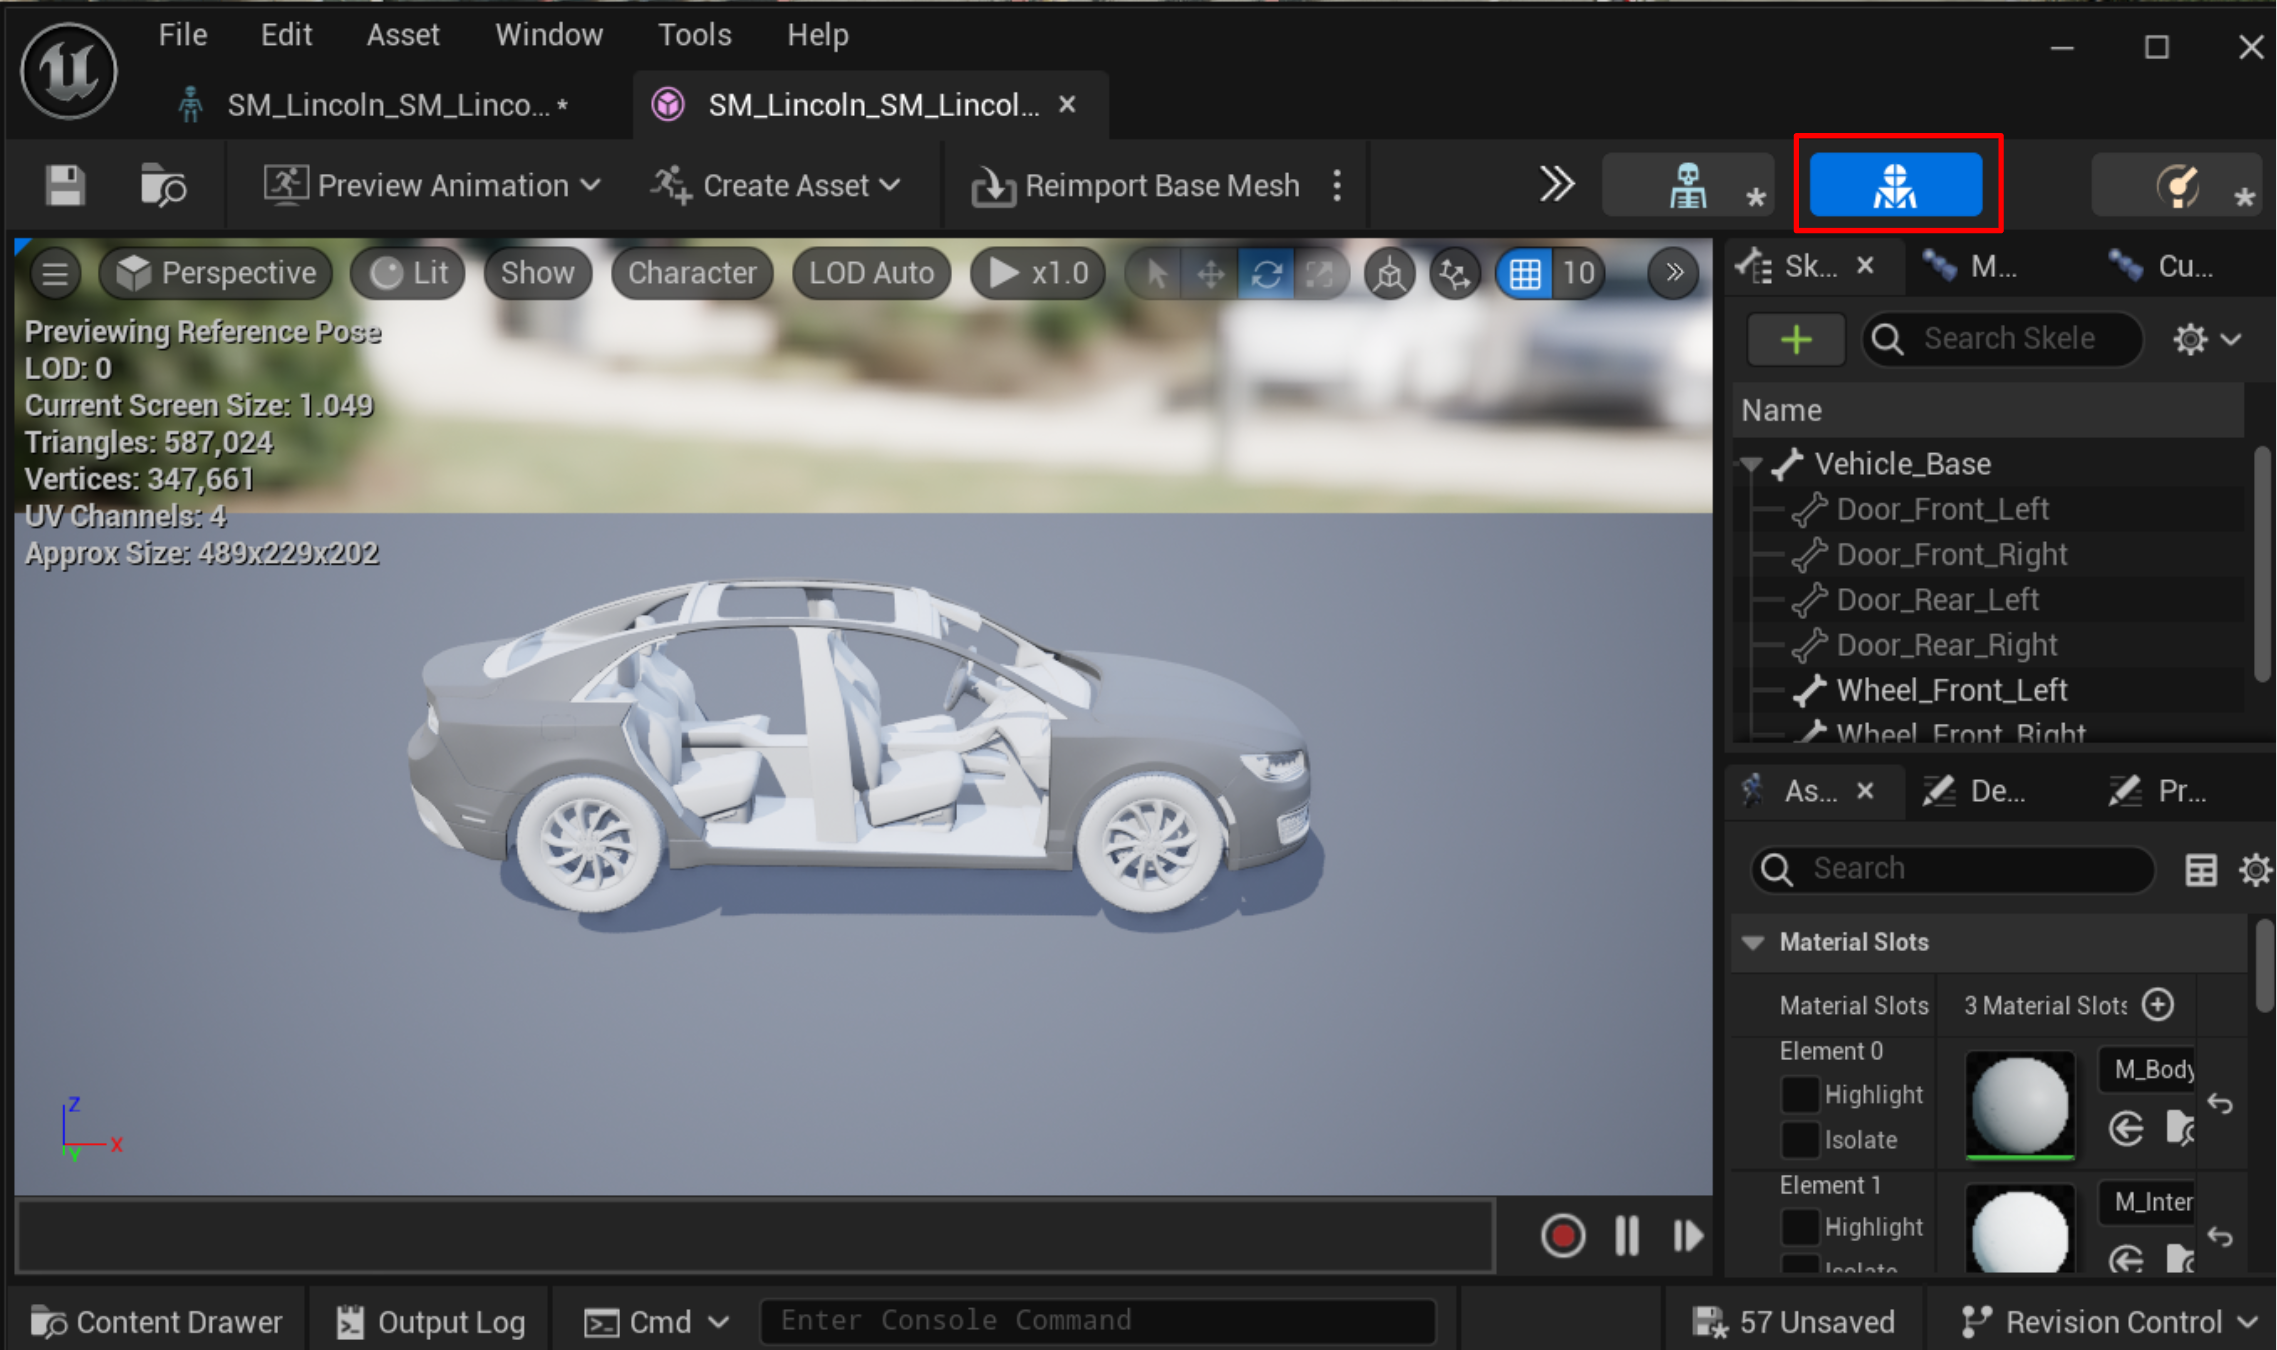 File Edit Asset Window Tools Help
SM_Lincoln_SM_Linco... *
SM_Lincoln_SM_Lincol...
Preview Animation
Create Asset
Reimport Base Mesh
Perspective
Lit
Show
Character
LOD Auto
x1.0
10
Previewing Reference Pose
LOD: 0
Current Screen Size: 1.049
Triangles: 587,024
Vertices: 347,661
UV Channels: 4
Approx Size: 489x229x202
Z
X
Y
Sk...
M...
Cu...
Search Skele
Name
Vehicle_Base
Door_Front_Left
Door_Front_Right
Door_Rear_Left
Door_Rear_Right
Wheel_Front_Left
Wheel_Front_Right
As...
De...
Pr...
Search
Material Slots
Material Slots
3 Material Slots
Element 0
Highlight
Isolate
M_Body
Element 1
Highlight
Isolate
M_Inter
Content Drawer
Output Log
Cmd
Enter Console Command
57 Unsaved
Revision Control